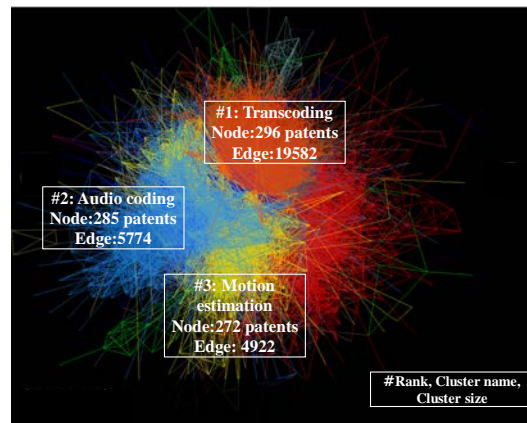 #1: Transcoding
Node:296 patents
Edge:19582
#2: Audio coding
Node:285 patents
Edge:5774
#3: Motion
estimation
Node:272 patents
Edge: 4922
#Rank, Cluster name,
Cluster size